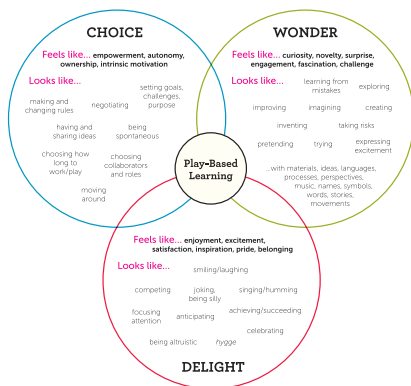 CHOICE
Feels like... empowerment, autonomy,
ownership, intrinsic motivation
Looks like...
setting goals,
challenges,
purpose
making and
changing rules
negotiating
having and
sharing ideas
being
spontaneous
choosing how
long to
work/play
choosing
collaborators
and roles
moving
around
WONDER
Feels like... curiosity, novelty, surprise,
engagement, fascination, challenge
Looks like...
learning from
mistakes
exploring
improving
imagining
creating
inventing
taking risks
pretending
trying
expressing
excitement
...with materials, ideas, languages,
processes, perspectives,
music, names, symbols,
words, stories,
movements
Play-Based
Learning
Feels like... enjoyment, excitement,
satisfaction, inspiration, pride, belonging
Looks like...
smiling/laughing
competing
joking,
being silly
singing/humming
focusing
attention
anticipating
achieving/succeeding
celebrating
being altruistic
hygge
DELIGHT